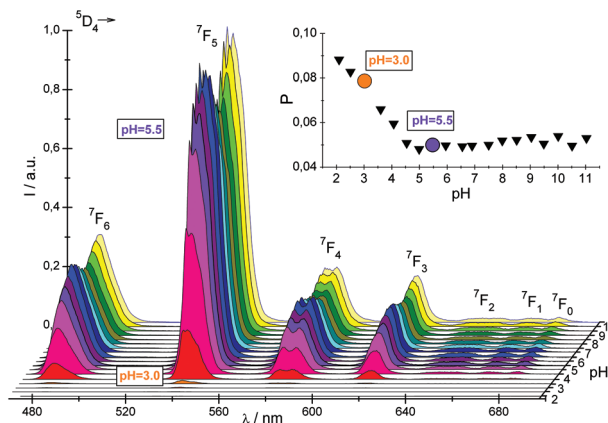 ⁵D₄→
1,0
0,8
0,6
0,4
0,2
0,
I / a.u.
⁷F₆
⁷F₅
⁷F₄
⁷F₃
⁷F₂
⁷F₁
⁷F₀
pH=5.5
pH=3.0
480
520
560
600
640
680
λ / nm
2
3
4
5
6
7
8
9
1
pH
0,12
0,10
0,08
0,06
0,04
P
pH=3.0
pH=5.5
2 3 4 5 6 7 8 9 10 11
pH